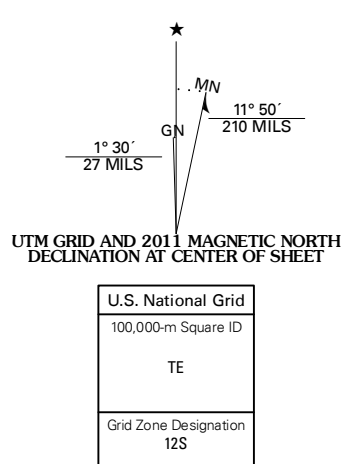 ★
MN
GN
11° 50´
210 MILS
1° 30´
27 MILS
UTM GRID AND 2011 MAGNETIC NORTH
DECLINATION AT CENTER OF SHEET
U.S. National Grid
100,000-m Square ID
TE
Grid Zone Designation
12S